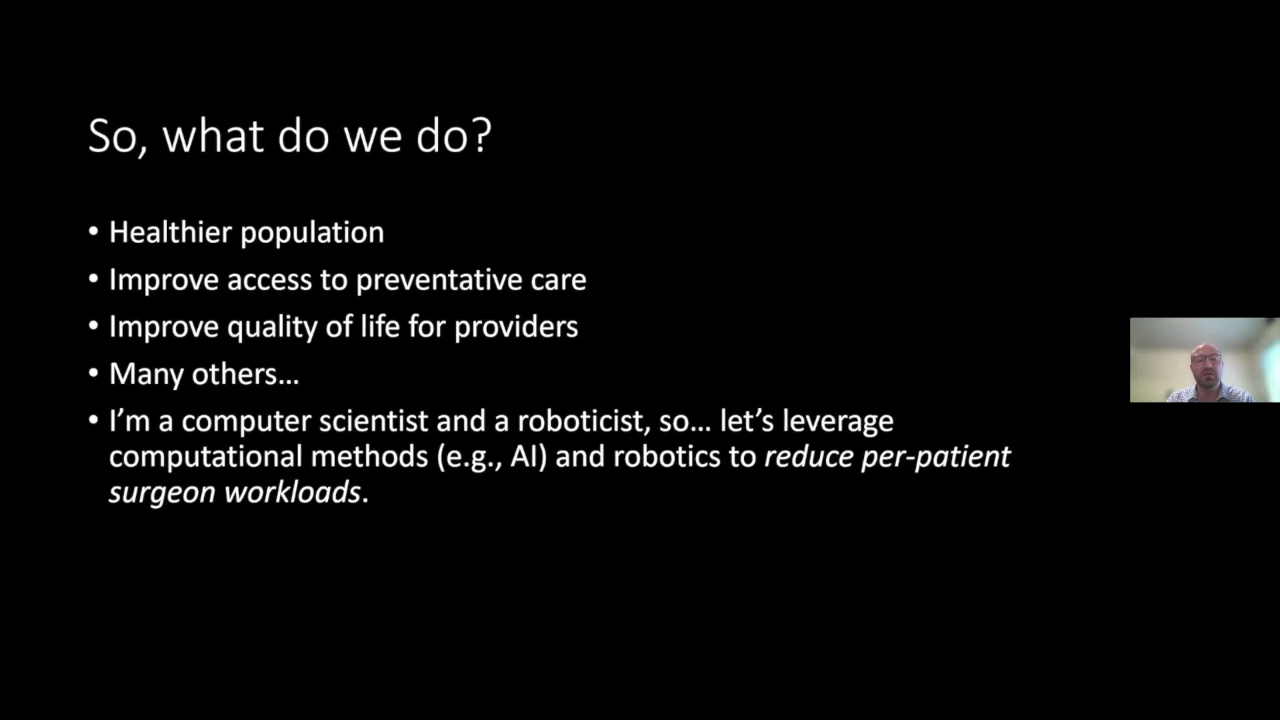 So, what do we do?
• Healthier population
• Improve access to preventative care
• Improve quality of life for providers
• Many others…
• I’m a computer scientist and a roboticist, so… let’s leverage
computational methods (e.g., AI) and robotics to reduce per-patient
surgeon workloads.